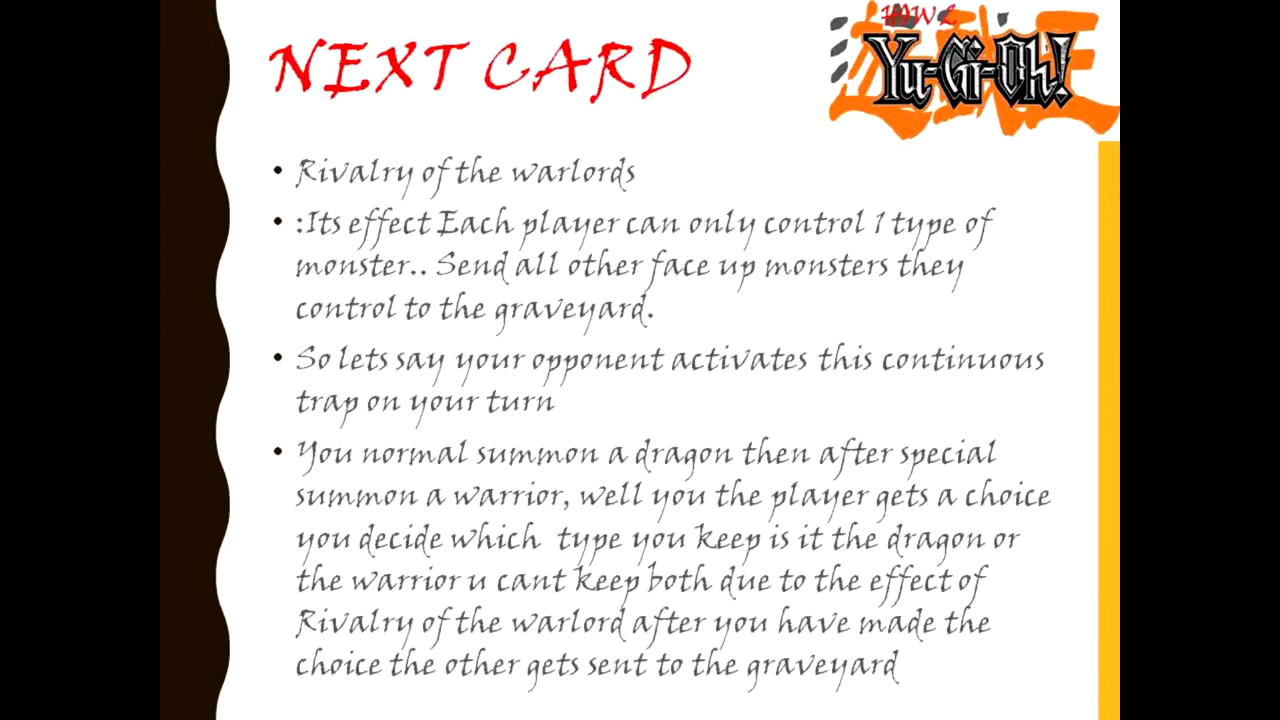 NEXT CARD
HAW 2
遊戯王
Yu-Gi-Oh!
• Rivalry of the warlords
• :Its effect Each player can only control 1 type of
monster.. Send all other face up monsters they
control to the graveyard.
• So lets say your opponent activates this continuous
trap on your turn
• You normal summon a dragon then after special
summon a warrior, well you the player gets a choice
you decide which type you keep is it the dragon or
the warrior u cant keep both due to the effect of
Rivalry of the warlord after you have made the
choice the other gets sent to the graveyard